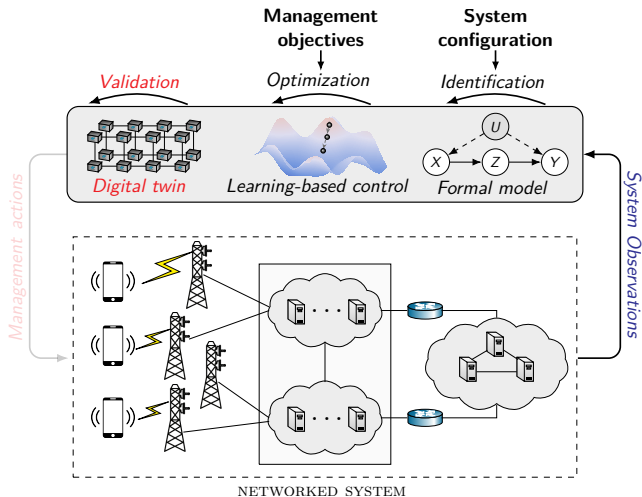 Management
objectives
System
configuration
Validation
Optimization
Identification
U
X
Z
Y
Digital twin
Learning-based control
Formal model
Management actions
System Observations
NETWORKED SYSTEM